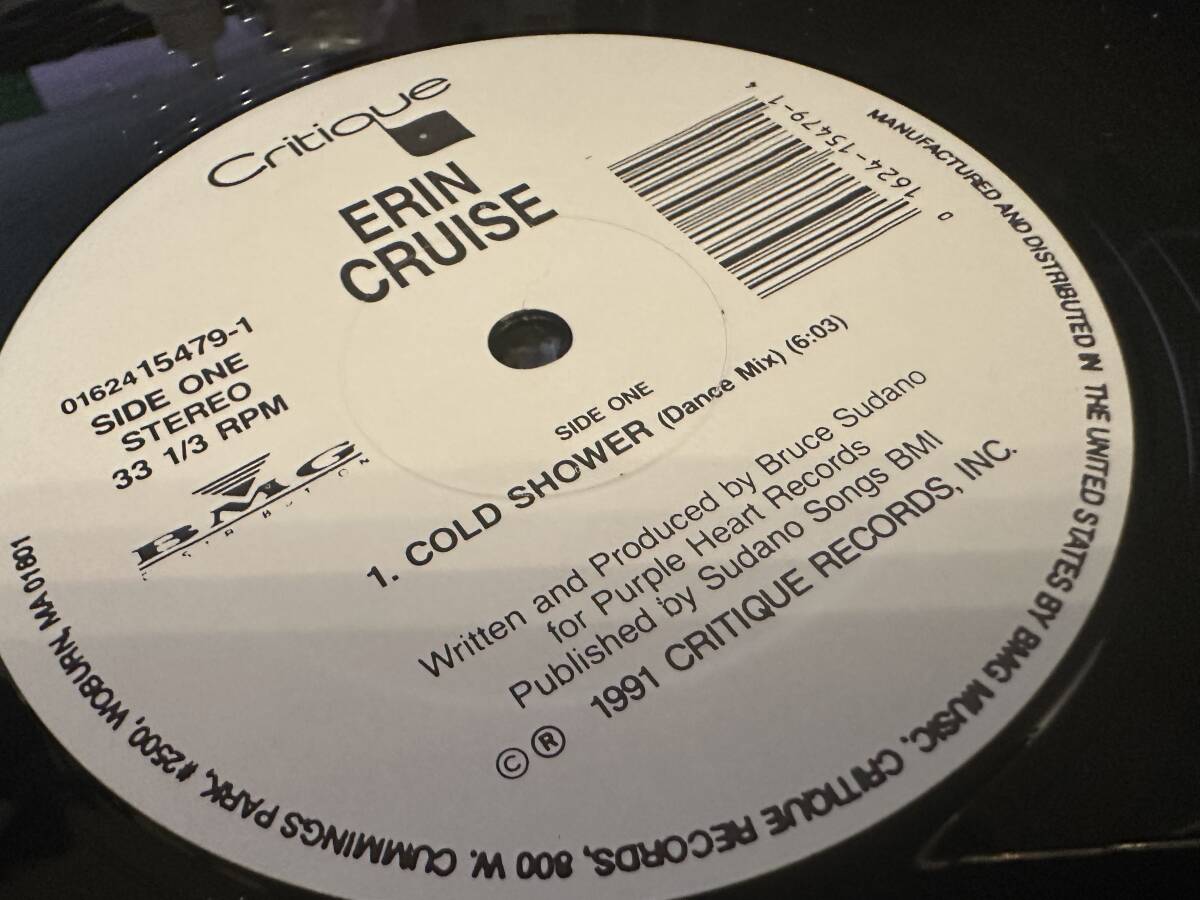 Critique
ERIN
CRUISE
0 1624-15479-1 4
016241 5479-1
SIDE ONE
STEREO
33 1/3 RPM
BMG
DISTRIBUTION
SIDE ONE
1. COLD SHOWER (Dance Mix) (6:03)
Written and Produced by Bruce Sudano
for Purple Heart Records
Published by Sudano Songs BMI
© ® 1991 CRITIQUE RECORDS, INC.
MANUFACTURED AND DISTRIBUTED IN THE UNITED STATES BY BMG MUSIC. CRITIQUE RECORDS, 800 W. CUMMINGS PARK, #2500, WOBURN, MA 01801